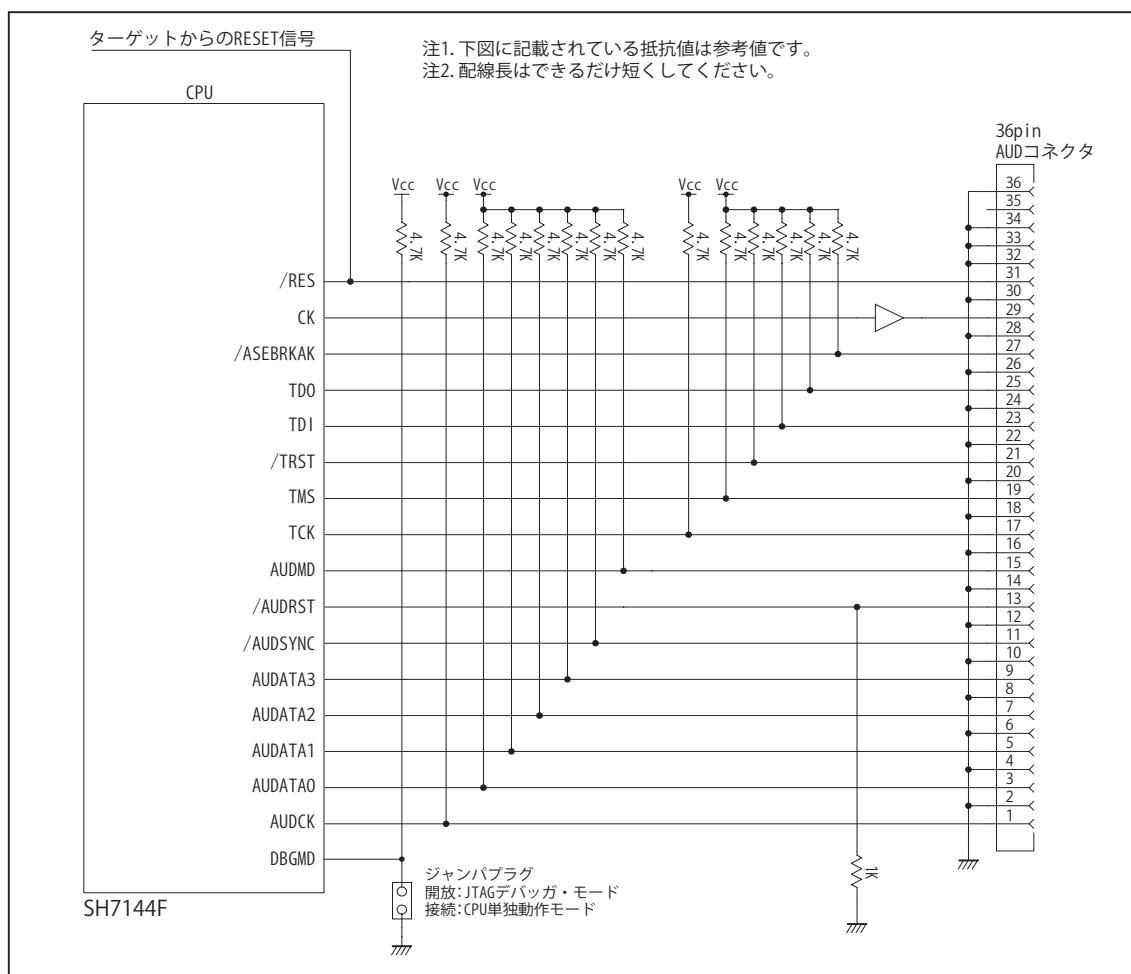 ターゲットからのRESET信号
注1. 下図に記載されている抵抗値は参考値です。
注2. 配線長はできるだけ短くしてください。
CPU
36pin
AUDコネクタ
Vcc
Vcc
Vcc
Vcc
Vcc
4.7K
4.7K
4.7K
4.7K
4.7K
4.7K
4.7K
4.7K
4.7K
4.7K
4.7K
4.7K
4.7K
4.7K
36
35
34
33
32
/RES
31
30
CK
29
28
/ASEBRKAK
27
26
TDO
25
24
TDI
23
22
/TRST
21
20
TMS
19
18
TCK
17
16
AUDMD
15
14
/AUDRST
13
12
/AUDSYNC
11
10
AUDATA3
9
8
AUDATA2
7
6
AUDATA1
5
4
AUDATA0
3
2
AUDCK
1
DBGMD
ジャンパプラグ
開放:JTAGデバッガ・モード
接続:CPU単独動作モード
1K
SH7144F